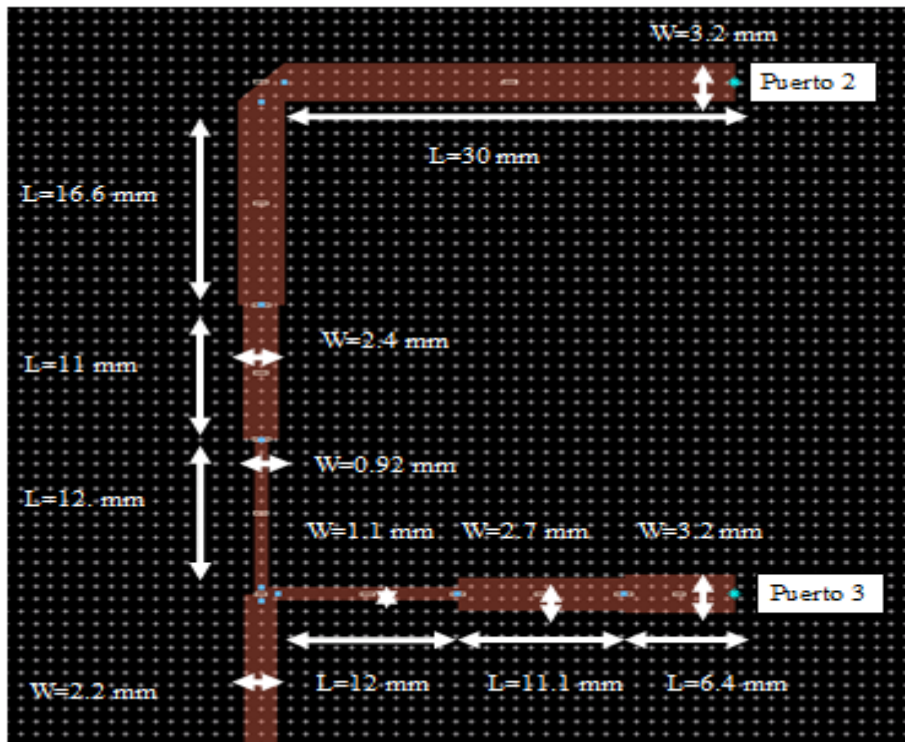 W=3.2 mm
Puerto 2
L=30 mm
L=16.6 mm
W=2.4 mm
L=11 mm
W=0.92 mm
L=12. mm
W=1.1 mm
W=2.7 mm
W=3.2 mm
Puerto 3
W=2.2 mm
L=12 mm
L=11.1 mm
L=6.4 mm